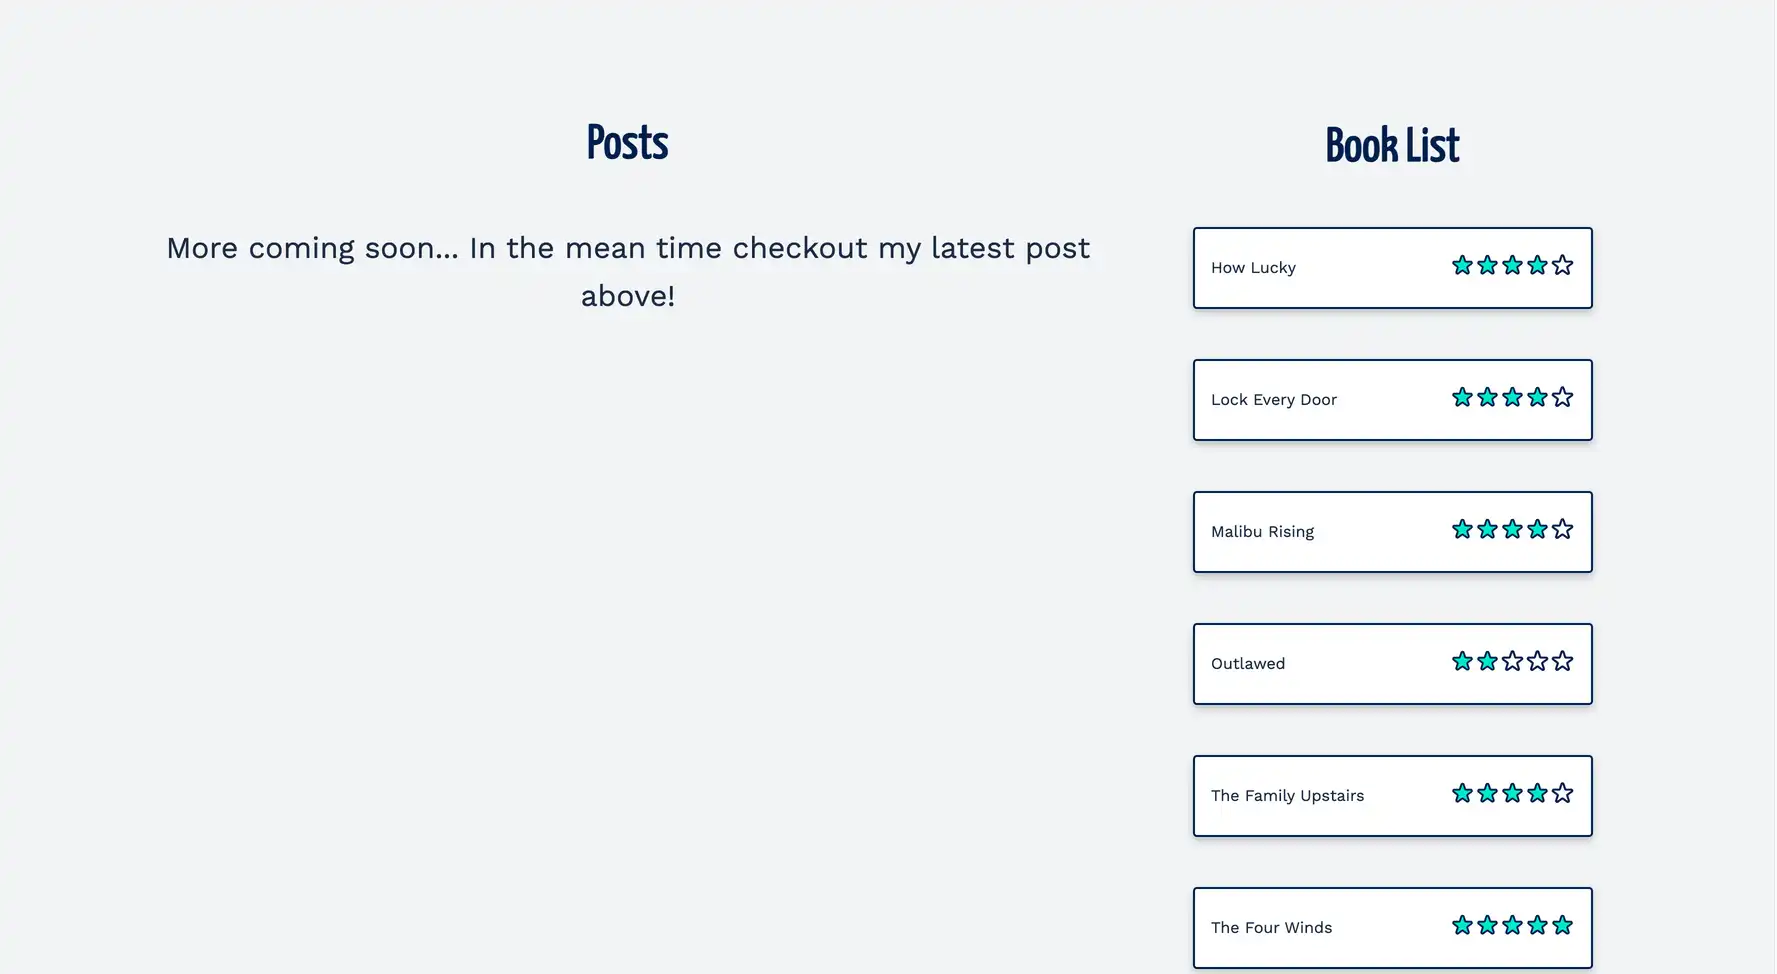 Posts
More coming soon... In the mean time checkout my latest post
above!
Book List
How Lucky
Lock Every Door
Malibu Rising
Outlawed
The Family Upstairs
The Four Winds